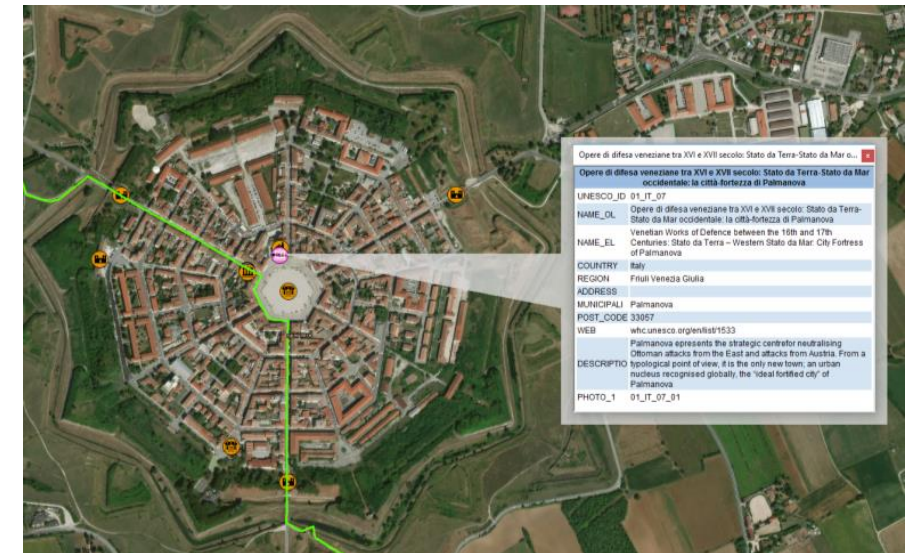 Opere di difesa veneziane tra XVI e XVII secolo: Stato da Terra-Stato da Mar o...
Opere di difesa veneziane tra XVI e XVII secolo: Stato da Terra-Stato da Mar
occidentale: la città-fortezza di Palmanova
UNESCO_ID 01_IT_07
NAME_OL Opere di difesa veneziane tra XVI e XVII secolo: Stato da Terra-
Stato da Mar occidentale: la città-fortezza di Palmanova
NAME_EL Venetian Works of Defence between the 16th and 17th
Centuries: Stato da Terra – Western Stato da Mar: City Fortress
of Palmanova
COUNTRY Italy
REGION Friuli Venezia Giulia
ADDRESS
MUNICIPALI Palmanova
POST_CODE 33057
WEB whc.unesco.org/en/list/1533
DESCRIPTIO Palmanova epresents the strategic centrefor neutralising
Ottoman attacks from the East and attacks from Austria. From a
typological point of view, it is the only new town; an urban
nucleus recognised globally, the "ideal fortified city" of
Palmanova
PHOTO_1 01_IT_07_01